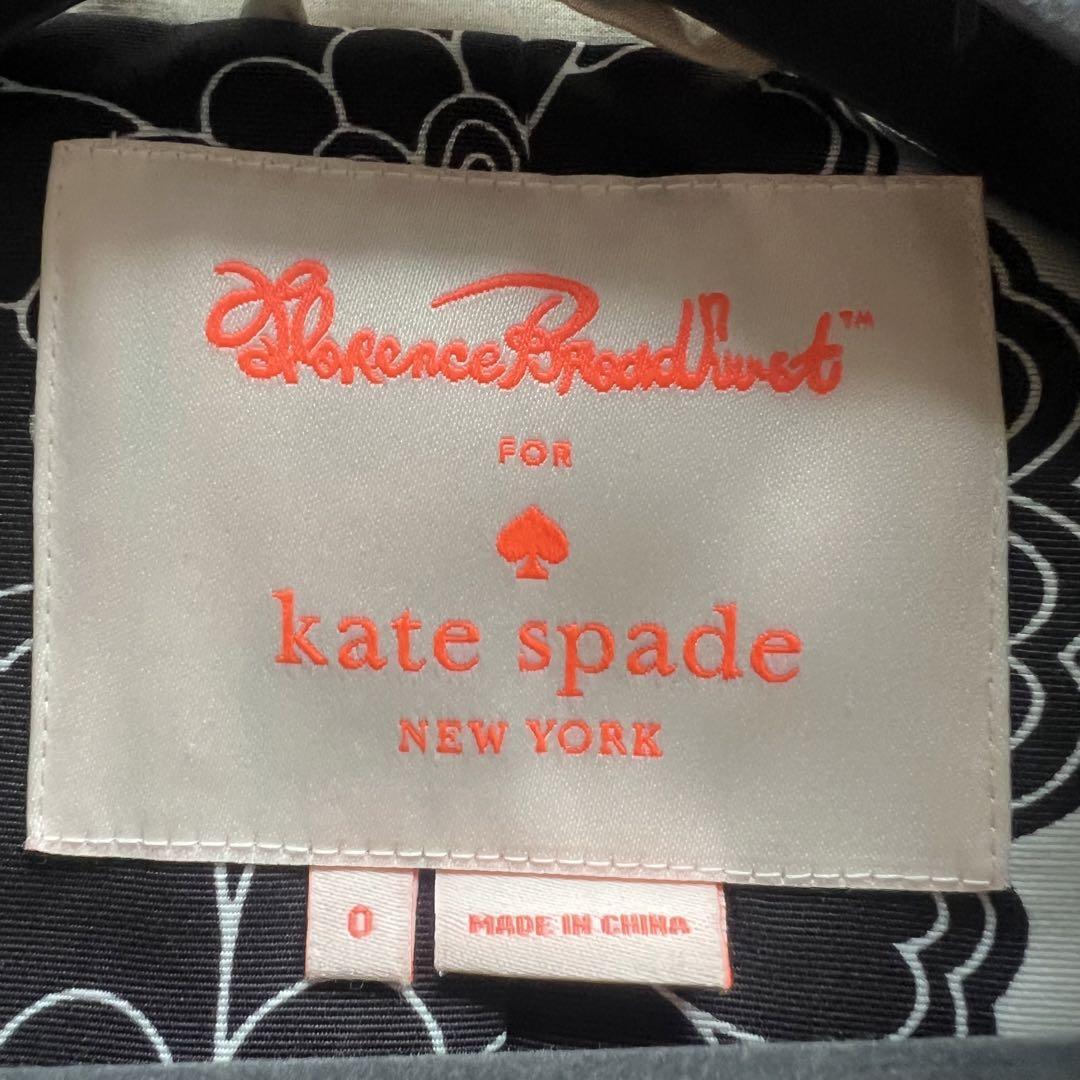 Florence Broadhurst™
FOR
kate spade
NEW YORK
0
MADE IN CHINA